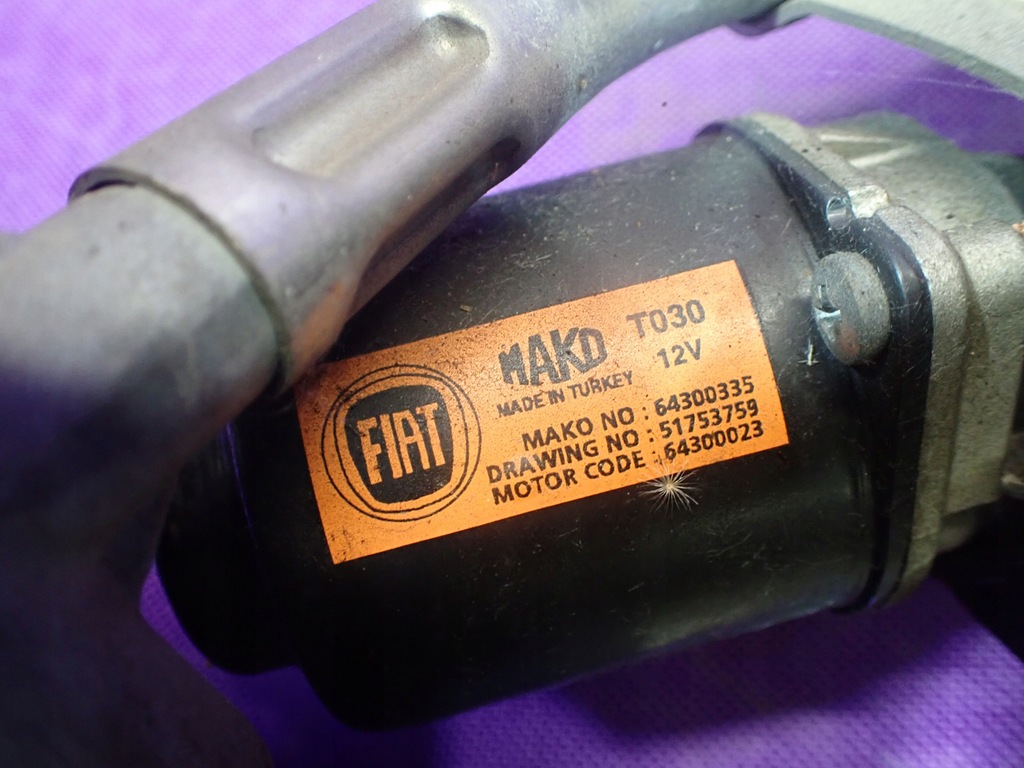 FIAT
MAKO T030
MADE IN TURKEY 12V
MAKO NO : 64300335
DRAWING NO : 51753759
MOTOR CODE : 64300023